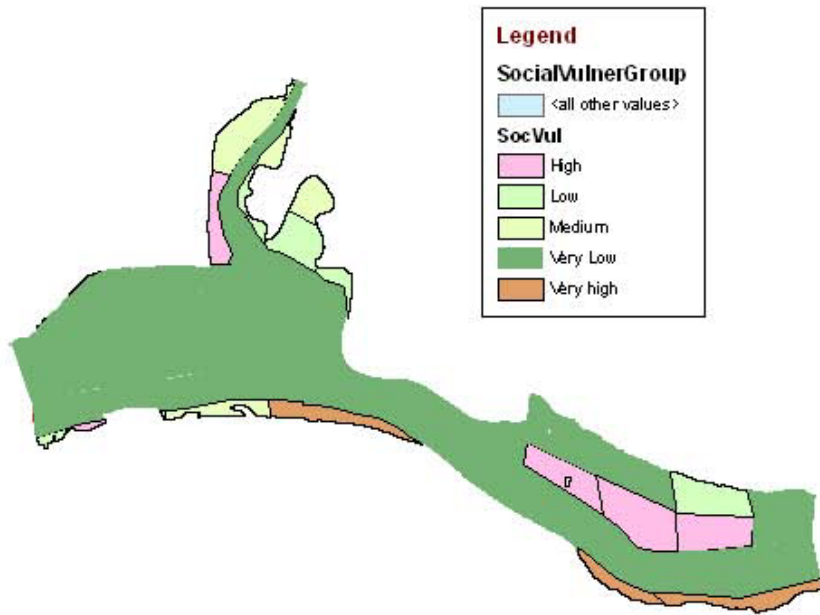 Legend
SocialVulnerGroup
<all other values>
SocVul
High
Low
Medium
Very Low
Very high